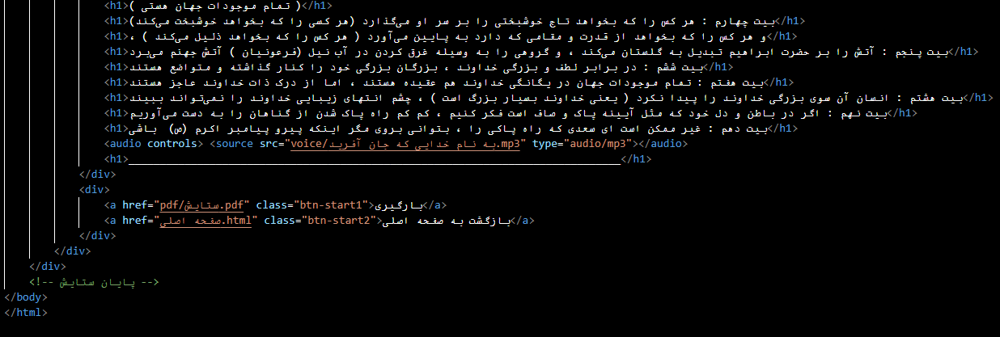 <h1>( تمام موجودات جهان هستی )</h1>
<h1>بیت چهارم : هر کس را که بخواهد تاج خوشبختی را بر سر او می‌گذارد (هر کسی را که بخواهد خوشبخت می‌کند)</h1>
<h1>و هر کس را که بخواهد از قدرت و مقامی که دارد به پایین می‌آورد ( هر کس را که بخواهد ذلیل می‌کند ) ،</h1>
<h1>بیت پنجم : آتش را بر حضرت ابراهیم تبدیل به گلستان می‌کند ، و گروهی را به وسیله غرق کردن در آب نیل (فرعونیان ) آتش جهنم می‌برد</h1>
<h1>بیت ششم : در برابر لطف و بزرگی خداوند ، بزرگان بزرگی خود را کنار گذاشته و متواضع هستند</h1>
<h1>بیت هفتم : تمام موجودات جهان در یگانگی خداوند هم عقیده هستند ، اما از درک ذات خداوند عاجز هستند</h1>
<h1>بیت هشتم : انسان آن سوی بزرگی خداوند را پیدا نکرد ( یعنی خداوند بسیار بزرگ است ) ، چشم انتهای زیبایی خداوند را نمی‌تواند ببیند</h1>
<h1>بیت نهم : اگر در باطن و دل خود که مثل آیینه پاک و صاف است فکر کنیم ، کم کم راه پاک شدن از گناهان را به دست می‌آوریم</h1>
<h1>بیت دهم : غیر ممکن است ای سعدی که راه پاکی را ، بتوانی بروی مگر اینکه پیرو پیامبر اکرم (ص) باشی</h1>
<audio controls> <source src="voice/به نام خدایی که جان آفرید.mp3" type="audio/mp3"></audio>
<h1>_________________________________________________________________________________</h1>
</div>
<div>
<a href="pdf/ستایش.pdf" class="btn-start1">بارگیری</a>
<a href="صفحه اصلی.html" class="btn-start2">بازگشت به صفحه اصلی</a>
</div>
</div>
</div>
<!-- پایان ستایش -->
</body>
</html>